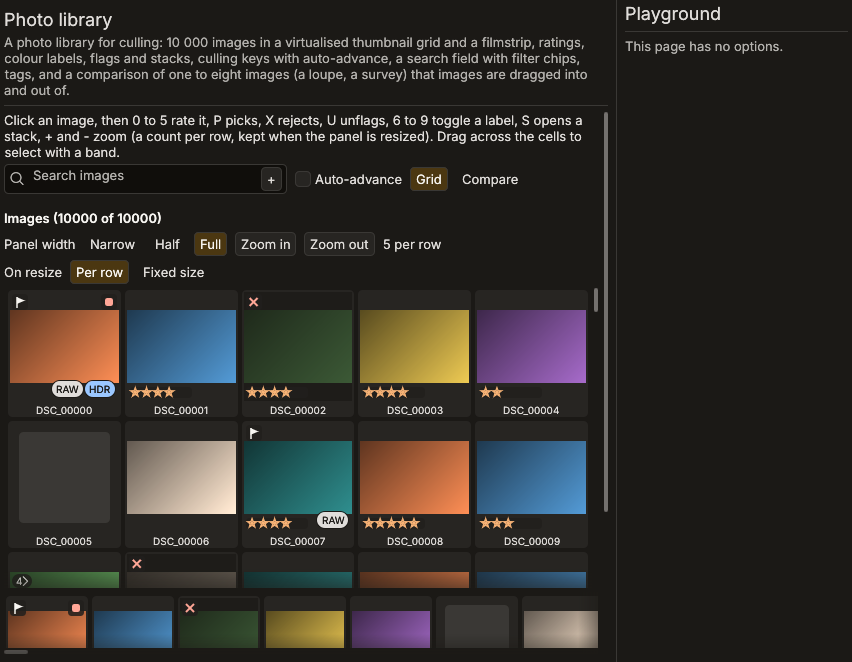 Photo library
A photo library for culling: 10 000 images in a virtualised thumbnail grid and a filmstrip, ratings,
colour labels, flags and stacks, culling keys with auto-advance, a search field with filter chips,
tags, and a comparison of one to eight images (a loupe, a survey) that images are dragged into
and out of.
Click an image, then 0 to 5 rate it, P picks, X rejects, U unflags, 6 to 9 toggle a label, S opens a
stack, + and - zoom (a count per row, kept when the panel is resized). Drag across the cells to
select with a band.
Search images + Auto-advance Grid Compare
Images (10000 of 10000)
Panel width Narrow Half Full Zoom in Zoom out 5 per row
On resize Per row Fixed size
RAW HDR
DSC_00000 DSC_00001 DSC_00002 DSC_00003 DSC_00004
RAW
DSC_00005 DSC_00006 DSC_00007 DSC_00008 DSC_00009
4
Playground
This page has no options.